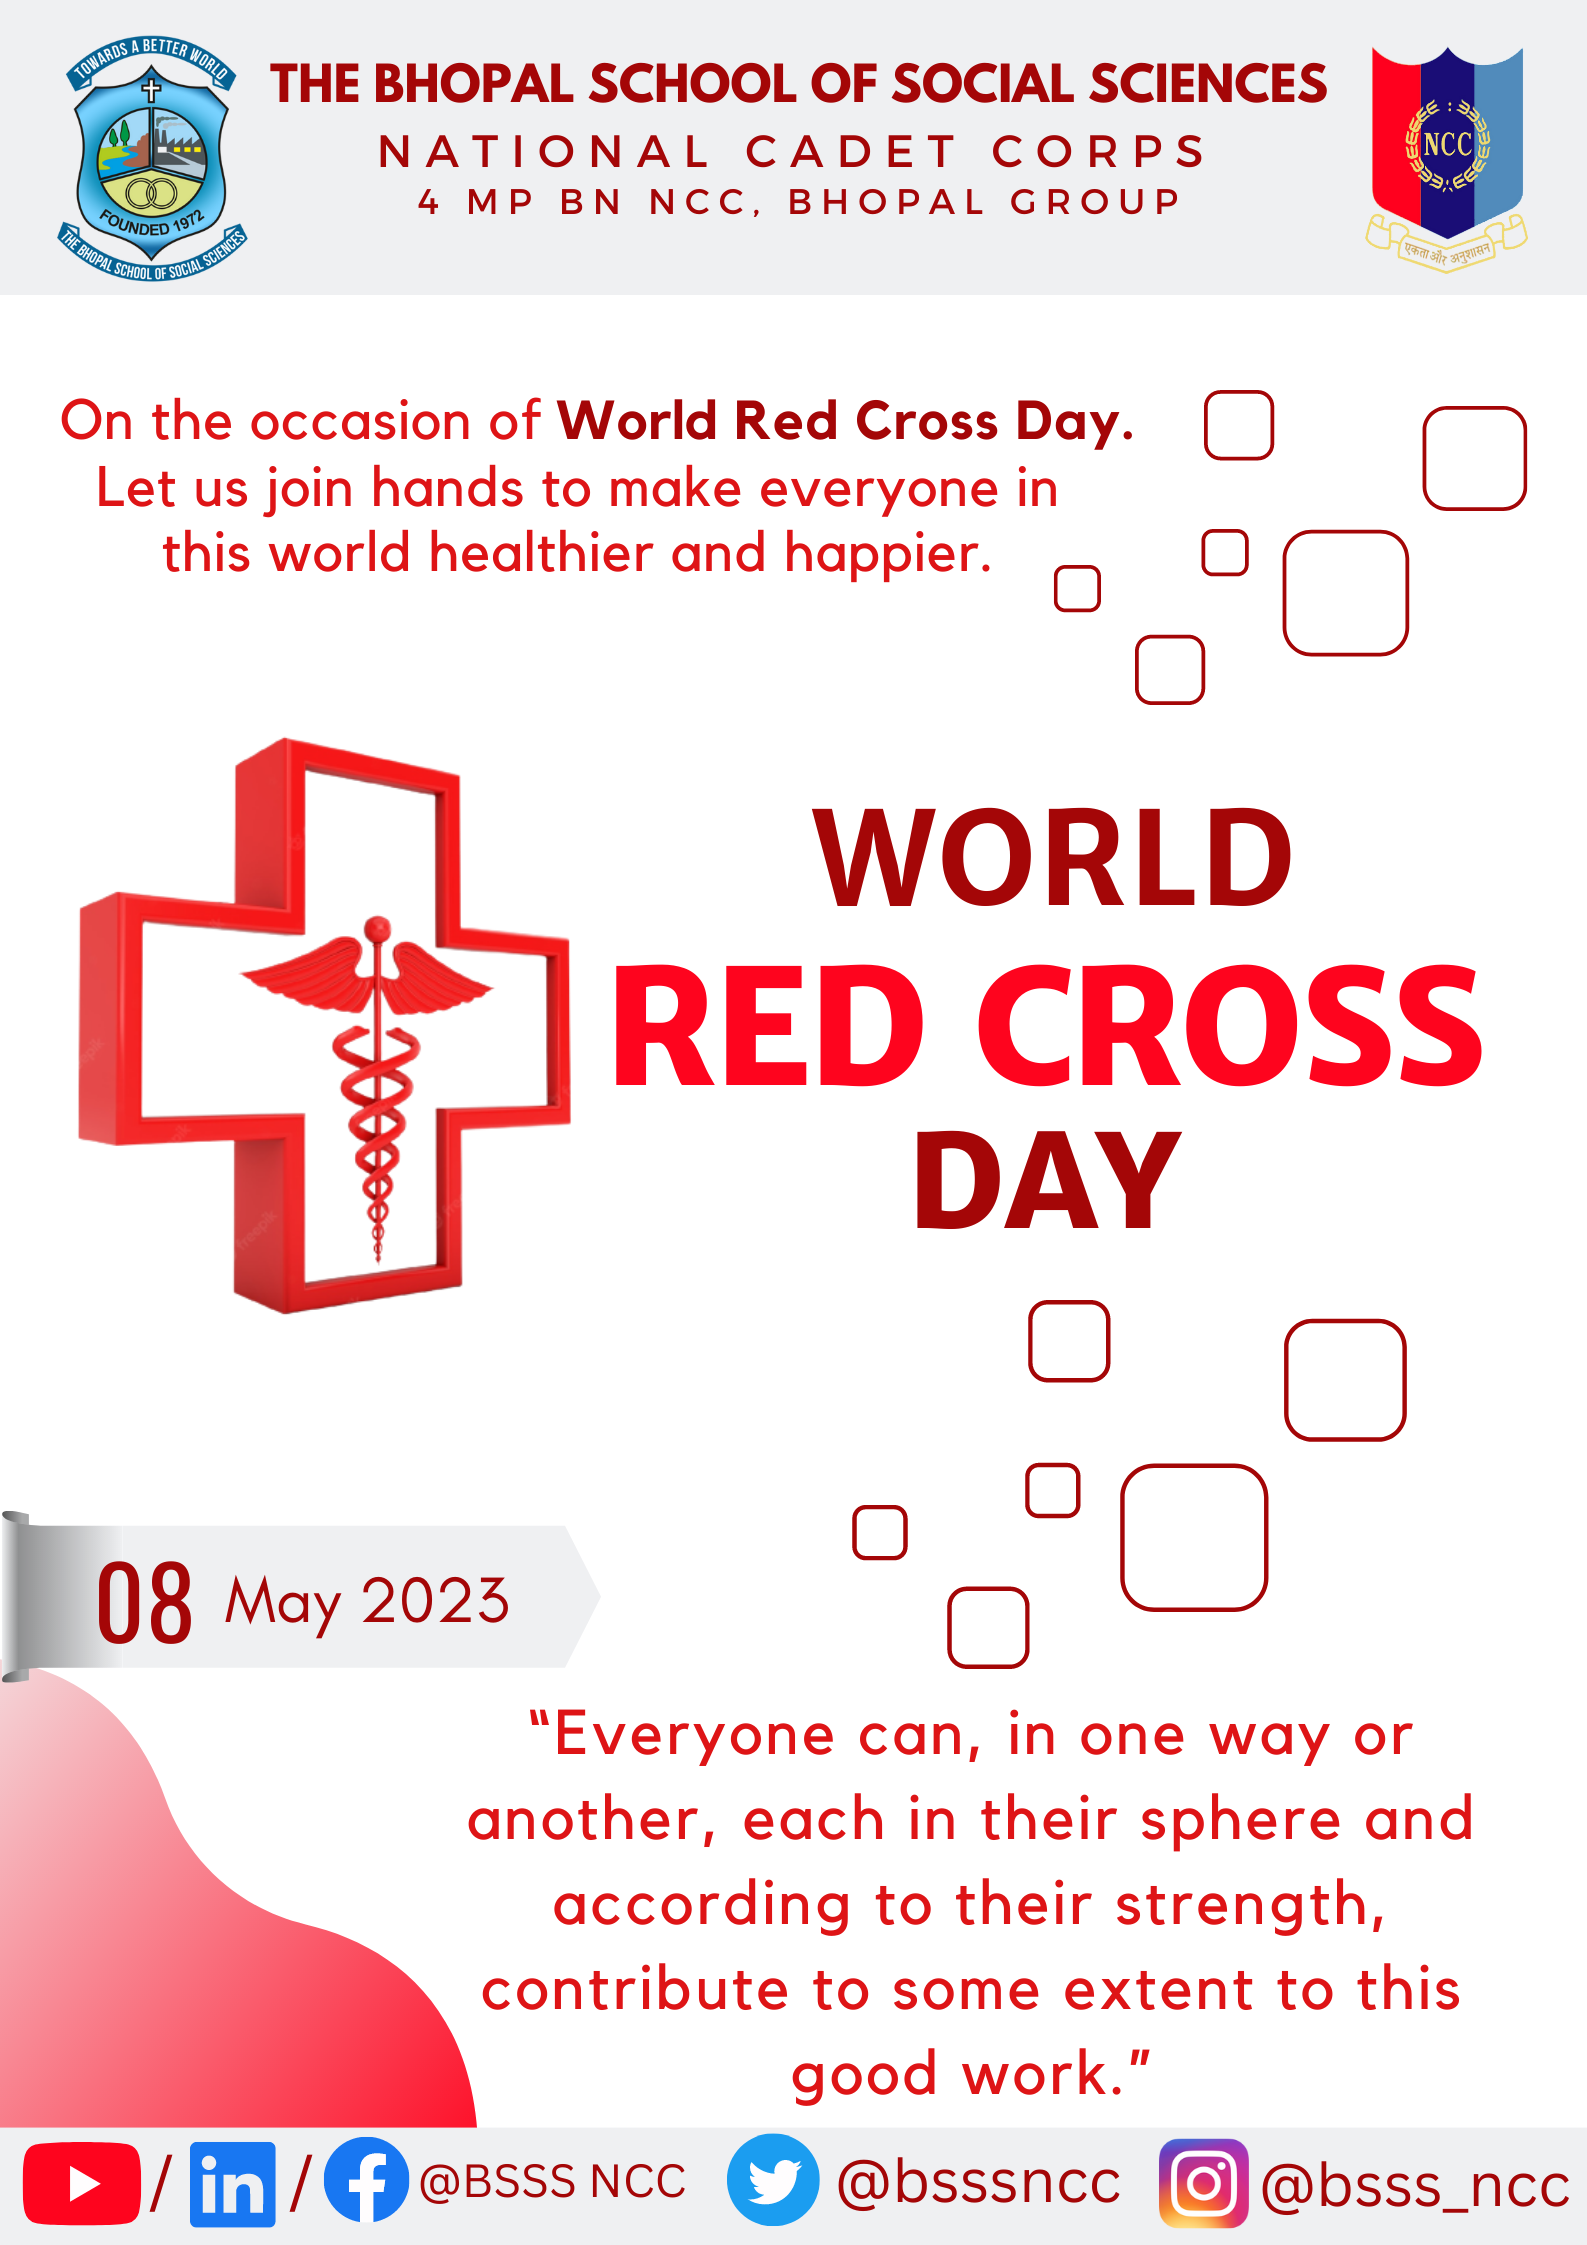 TOWARDS A BETTER WORLD
FOUNDED 1972
THE BHOPAL SCHOOL OF SOCIAL SCIENCES
THE BHOPAL SCHOOL OF SOCIAL SCIENCES
NATIONAL CADET CORPS
4 MP BN NCC, BHOPAL GROUP
NCC
एकता और अनुशासन
On the occasion of World Red Cross Day.
Let us join hands to make everyone in
this world healthier and happier.
WORLD
RED CROSS
DAY
08 May 2023
“Everyone can, in one way or
another, each in their sphere and
according to their strength,
contribute to some extent to this
good work.”
/ in / @BSSS NCC @bsssncc @bsss_ncc